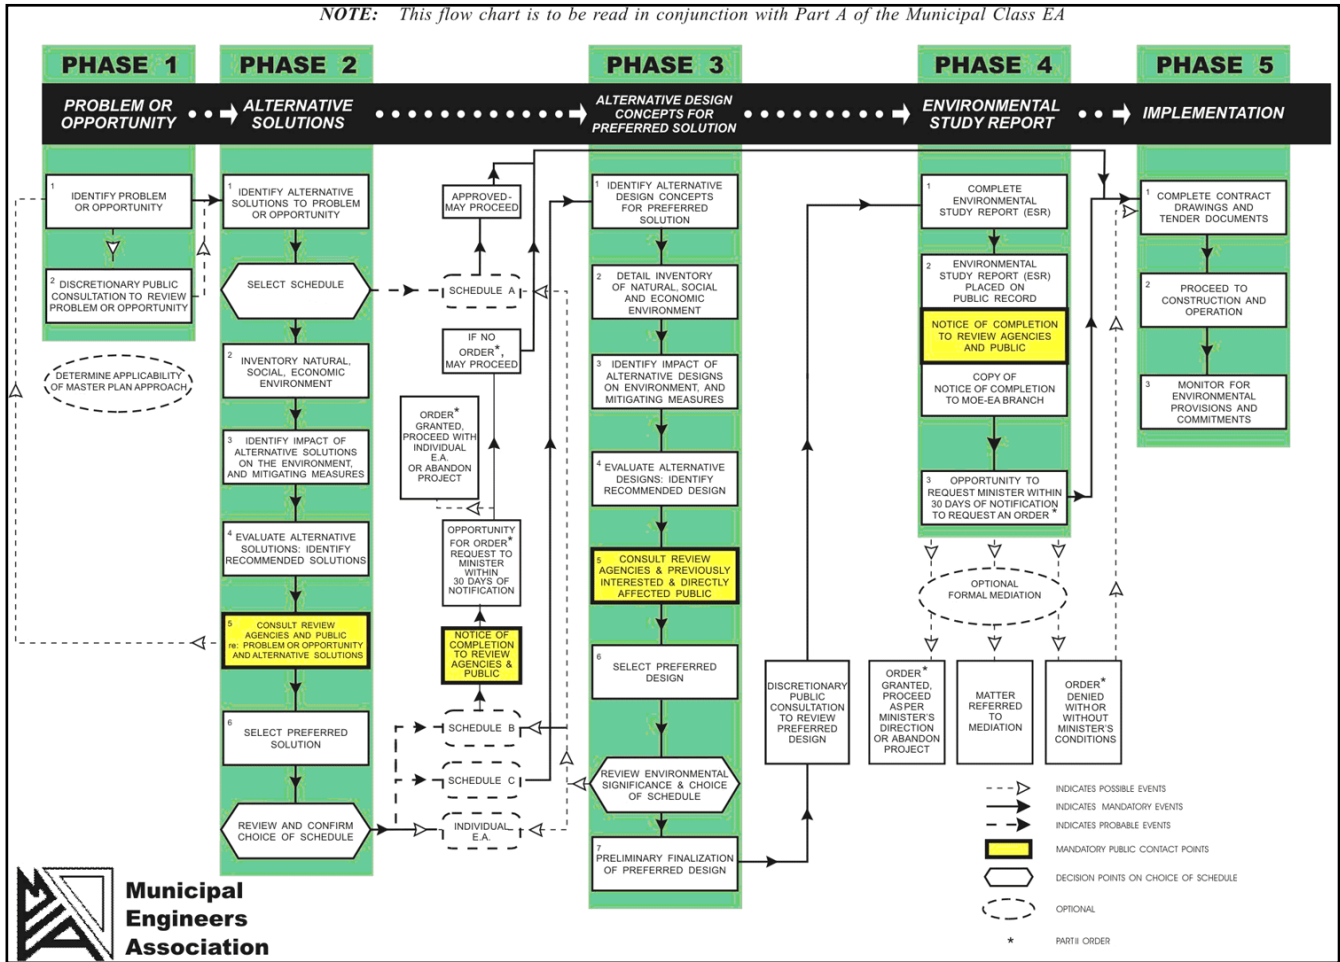 NOTE: This flow chart is to be read in conjunction with Part A of the Municipal Class EA
PHASE 1
PHASE 2
PHASE 3
PHASE 4
PHASE 5
PROBLEM OR
OPPORTUNITY
ALTERNATIVE
SOLUTIONS
ALTERNATIVE DESIGN
CONCEPTS FOR
PREFERRED SOLUTION
ENVIRONMENTAL
STUDY REPORT
IMPLEMENTATION
1
IDENTIFY PROBLEM
OR OPPORTUNITY
2 DISCRETIONARY PUBLIC
CONSULTATION TO REVIEW
PROBLEM OR OPPORTUNITY
DETERMINE APPLICABILITY
OF MASTER PLAN APPROACH
1
IDENTIFY ALTERNATIVE
SOLUTIONS TO PROBLEM
OR OPPORTUNITY
SELECT SCHEDULE
2
INVENTORY NATURAL,
SOCIAL, ECONOMIC
ENVIRONMENT
3 IDENTIFY IMPACT OF
ALTERNATIVE SOLUTIONS
ON THE ENVIRONMENT,
AND MITIGATING MEASURES
4 EVALUATE ALTERNATIVE
SOLUTIONS: IDENTIFY
RECOMMENDED SOLUTIONS
5
CONSULT REVIEW
AGENCIES AND PUBLIC
re: PROBLEM OR OPPORTUNITY
AND ALTERNATIVE SOLUTIONS
6
SELECT PREFERRED
SOLUTION
REVIEW AND CONFIRM
CHOICE OF SCHEDULE
APPROVED-
MAY PROCEED
SCHEDULE A
IF NO
ORDER*,
MAY PROCEED
ORDER*
GRANTED,
PROCEED WITH
INDIVIDUAL
E.A.
OR ABANDON
PROJECT
OPPORTUNITY
FOR ORDER*
REQUEST TO
MINISTER
WITHIN
30 DAYS OF
NOTIFICATION
NOTICE OF
COMPLETION
TO REVIEW
AGENCIES &
PUBLIC
SCHEDULE B
SCHEDULE C
INDIVIDUAL
E.A.
1
IDENTIFY ALTERNATIVE
DESIGN CONCEPTS
FOR PREFERRED
SOLUTION
2
DETAIL INVENTORY
OF NATURAL, SOCIAL
AND ECONOMIC
ENVIRONMENT
3
IDENTIFY IMPACT OF
ALTERNATIVE DESIGNS
ON ENVIRONMENT, AND
MITIGATING MEASURES
4
EVALUATE ALTERNATIVE
DESIGNS: IDENTIFY
RECOMMENDED DESIGN
5
CONSULT REVIEW
AGENCIES & PREVIOUSLY
INTERESTED & DIRECTLY
AFFECTED PUBLIC
6
SELECT PREFERRED
DESIGN
REVIEW ENVIRONMENTAL
SIGNIFICANCE & CHOICE
OF SCHEDULE
7
PRELIMINARY FINALIZATION
OF PREFERRED DESIGN
DISCRETIONARY
PUBLIC
CONSULTATION
TO REVIEW
PREFERRED
DESIGN
1
COMPLETE
ENVIRONMENTAL
STUDY REPORT (ESR)
2
ENVIRONMENTAL
STUDY REPORT (ESR)
PLACED ON
PUBLIC RECORD
NOTICE OF COMPLETION
TO REVIEW AGENCIES
AND PUBLIC
COPY OF
NOTICE OF COMPLETION
TO MOE-EA BRANCH
3
OPPORTUNITY TO
REQUEST MINISTER WITHIN
30 DAYS OF NOTIFICATION
TO REQUEST AN ORDER*
OPTIONAL
FORMAL MEDIATION
ORDER*
GRANTED,
PROCEED
AS PER
MINISTER'S
DIRECTION
OR ABANDON
PROJECT
MATTER
REFERRED
TO
MEDIATION
ORDER*
DENIED
WITH OR
WITHOUT
MINISTER'S
CONDITIONS
1
COMPLETE CONTRACT
DRAWINGS AND
TENDER DOCUMENTS
2
PROCEED TO
CONSTRUCTION AND
OPERATION
3
MONITOR FOR
ENVIRONMENTAL
PROVISIONS AND
COMMITMENTS
INDICATES POSSIBLE EVENTS
INDICATES MANDATORY EVENTS
INDICATES PROBABLE EVENTS
MANDATORY PUBLIC CONTACT POINTS
DECISION POINTS ON CHOICE OF SCHEDULE
OPTIONAL
* PART II ORDER
MEA
Municipal
Engineers
Association